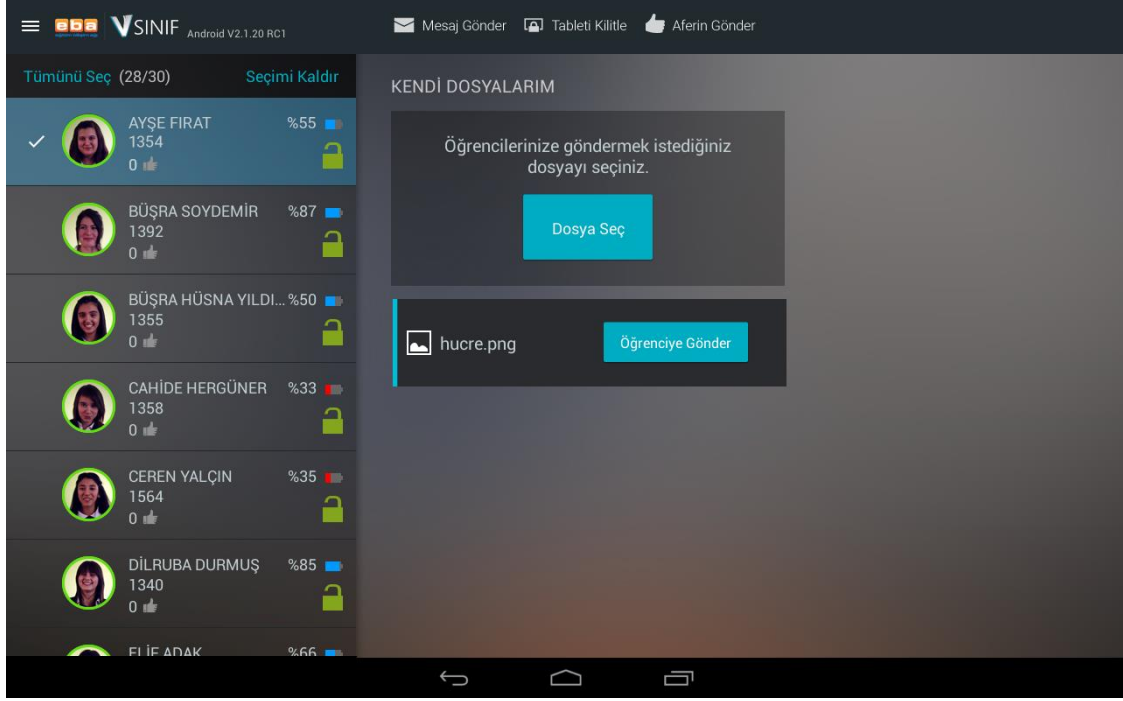 eba VSINIF Android V2.1.20 RC1
Mesaj Gönder Tableti Kilitle Aferin Gönder
Tümünü Seç (28/30) Seçimi Kaldır
AYŞE FIRAT %55
1354
0
BÜŞRA SOYDEMİR %87
1392
0
BÜŞRA HÜSNA YILDI... %50
1355
0
CAHİDE HERGÜNER %33
1358
0
CEREN YALÇIN %35
1564
0
DİLRUBA DURMUŞ %85
1340
0
ELİF ADAK %66
KENDİ DOSYALARIM
Öğrencilerinize göndermek istediğiniz
dosyayı seçiniz.
Dosya Seç
hucre.png
Öğrenciye Gönder